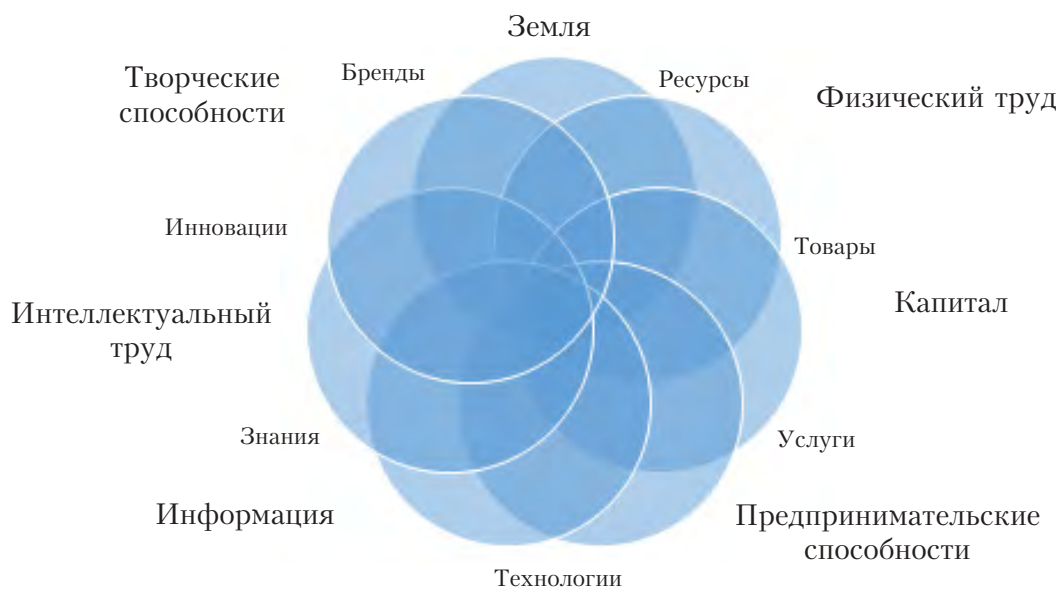 Земля
Творческие
способности
Бренды
Ресурсы
Физический труд
Инновации
Товары
Интеллектуальный
труд
Капитал
Знания
Услуги
Информация
Предпринимательские
способности
Технологии